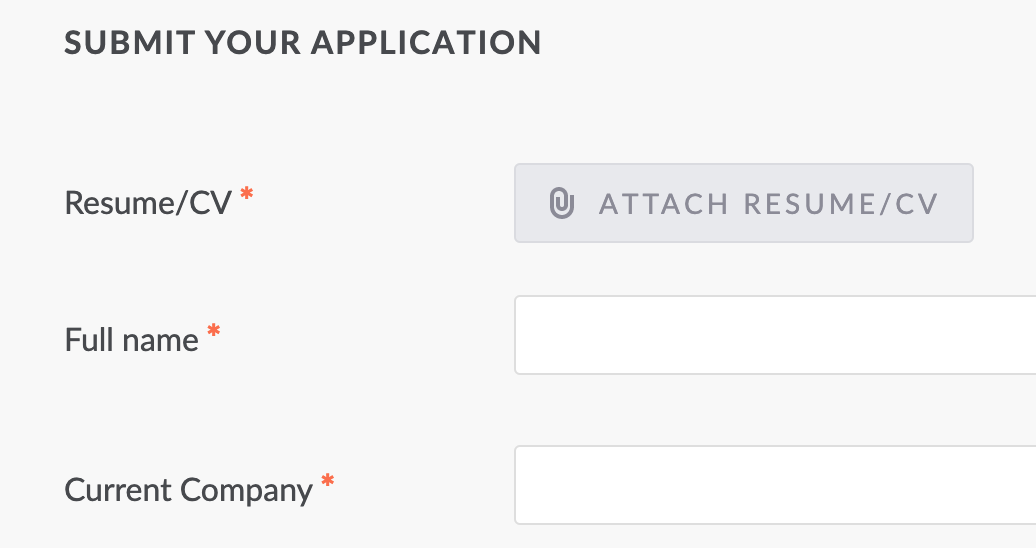 SUBMIT YOUR APPLICATION
Resume/CV *
ATTACH RESUME/CV
Full name *
Current Company *